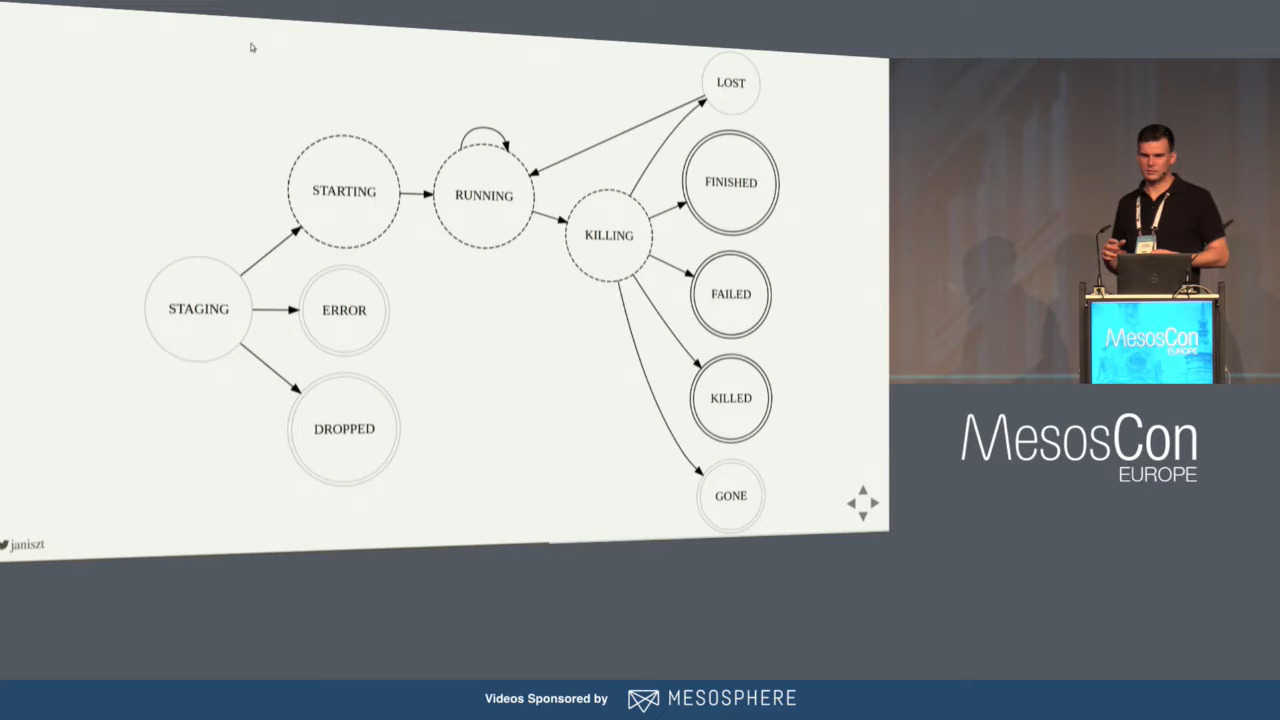 LOST
STARTING
RUNNING
FINISHED
KILLING
STAGING
ERROR
FAILED
DROPPED
KILLED
GONE
janiszt
MesosCon
EUROPE
MesosCon
EUROPE
Videos Sponsored by
MESOSPHERE